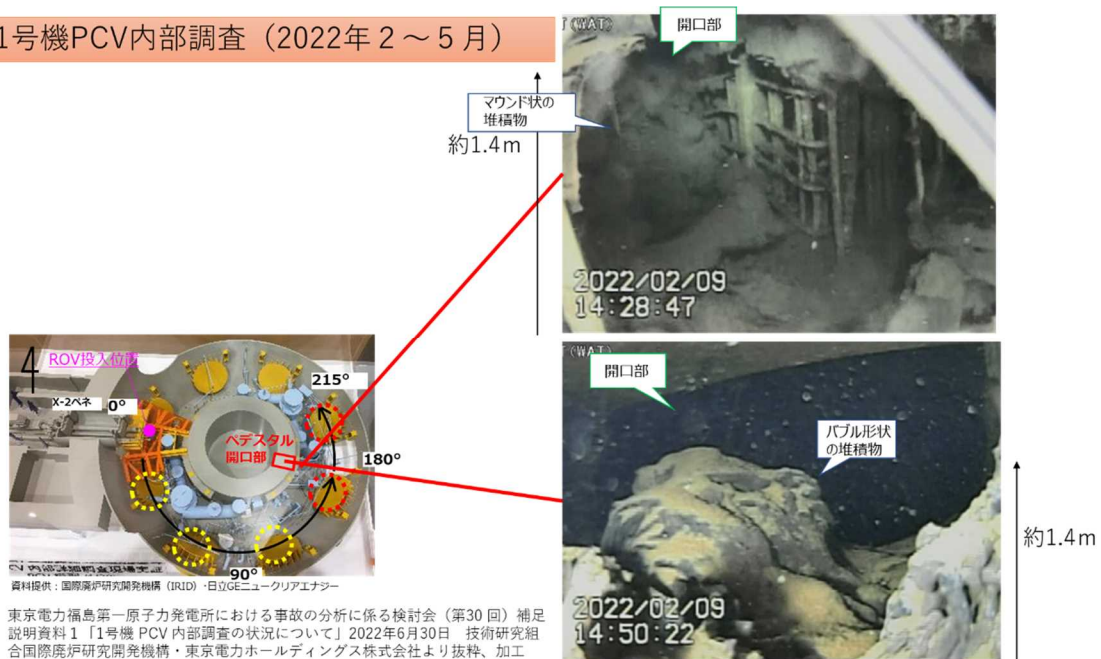 1号機PCV内部調査（2022年２～５月）
T(WAT)
開口部
マウンド状の
堆積物
約1.4m
2022/02/09
14:28:47
T(WAT)
開口部
バブル形状
の堆積物
約1.4m
2022/02/09
14:50:22
ROV投入位置
X-2ペネ
0°
215°
ペデスタル
開口部
180°
90°
資料提供：国際廃炉研究開発機構（IRID）・日立GEニュークリアエナジー
東京電力福島第一原子力発電所における事故の分析に係る検討会（第30 回）補足
説明資料１「1号機 PCV 内部調査の状況について」2022年6月30日　技術研究組
合国際廃炉研究開発機構・東京電力ホールディングス株式会社より抜粋、加工